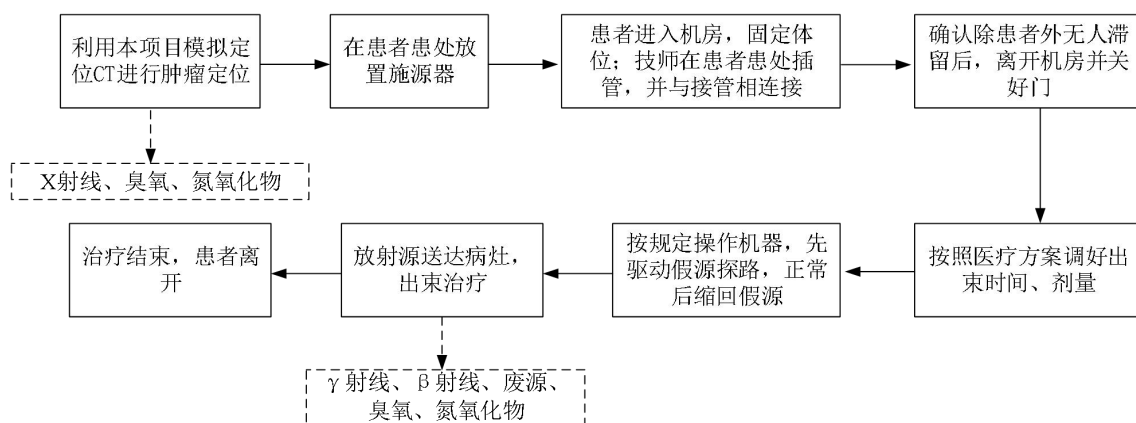 利用本项目模拟定
位CT进行肿瘤定位
在患者患处放
置施源器
患者进入机房，固定体
位；技师在患者患处插
管，并与接管相连接
确认除患者外无人滞
留后，离开机房并关
好门
X射线、臭氧、氮氧化物
治疗结束，患者离
开
放射源送达病灶，
出束治疗
按规定操作机器，先
驱动假源探路，正常
后缩回假源
按照医疗方案调好出
束时间、剂量
γ射线、β射线、废源、
臭氧、氮氧化物